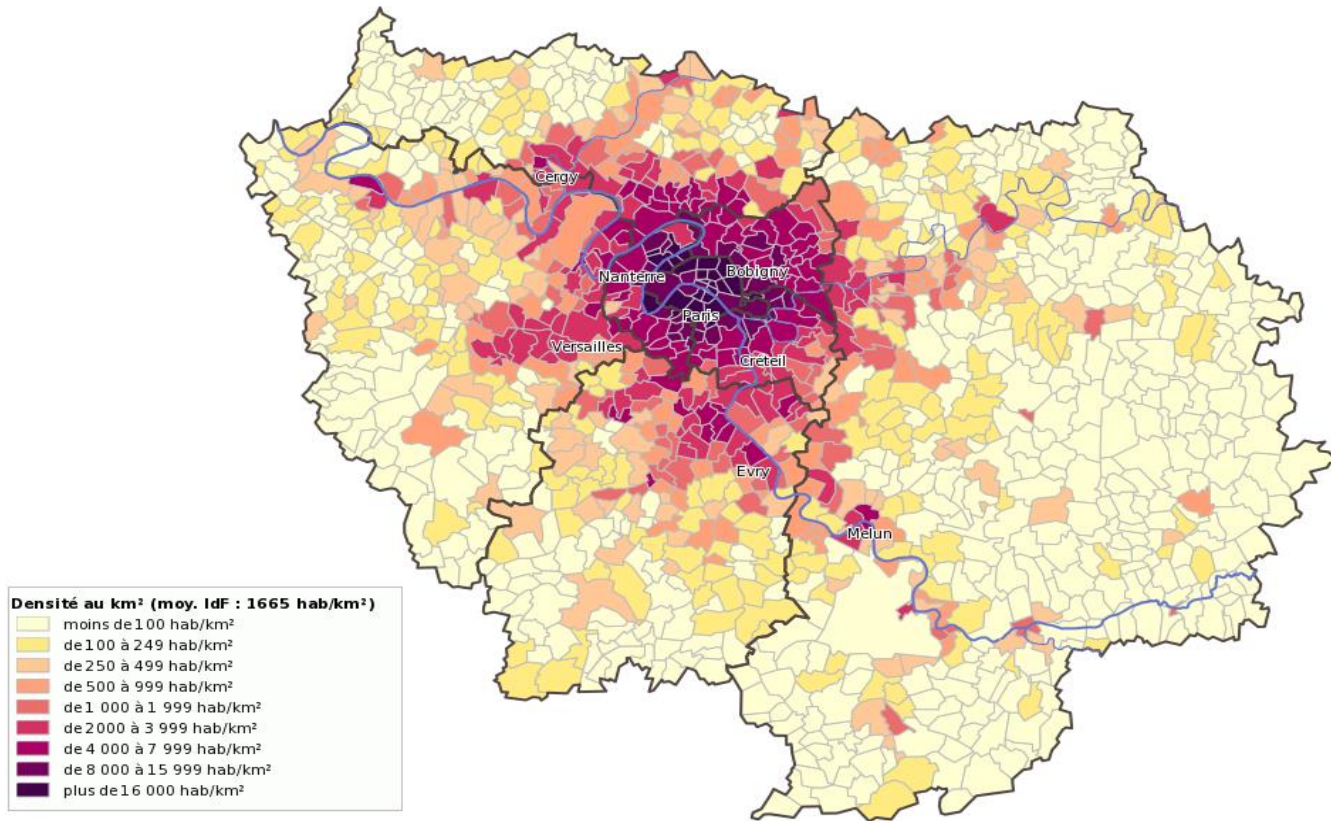 Cergy
Nanterre
Bobigny
Paris
Versailles
Créteil
Evry
Melun
Densité au km² (moy. IdF : 1665 hab/km²)
moins de 100 hab/km²
de 100 à 249 hab/km²
de 250 à 499 hab/km²
de 500 à 999 hab/km²
de 1 000 à 1 999 hab/km²
de 2000 à 3 999 hab/km²
de 4 000 à 7 999 hab/km²
de 8 000 à 15 999 hab/km²
plus de 16 000 hab/km²